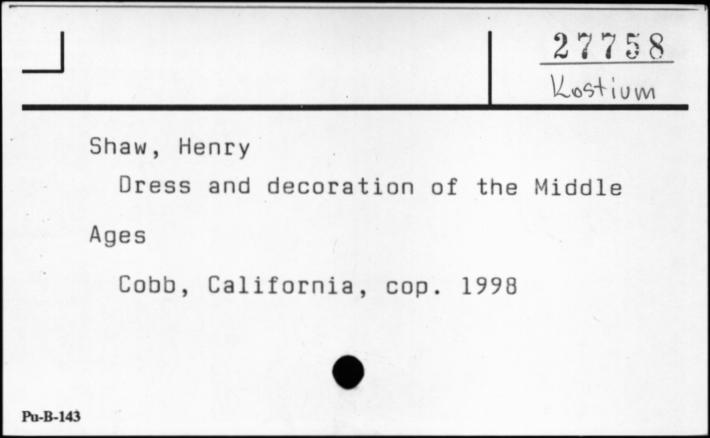 27758
Kostium
Shaw, Henry
Dress and decoration of the Middle
Ages
Cobb, California, cop. 1998
Pu-B-143